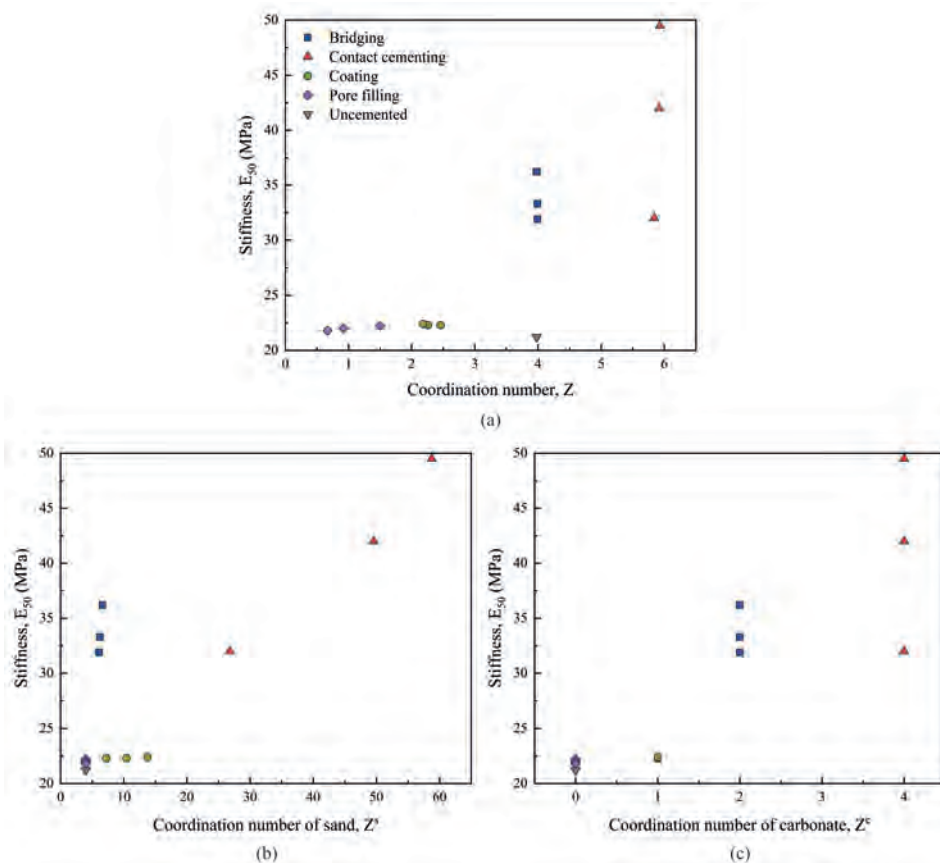 50
Bridging
Contact cementing
Coating
Pore filling
Uncemented
45
40
35
30
25
20
Stiffness, E50 (MPa)
0 1 2 3 4 5 6
Coordination number, Z
(a)
50
45
40
35
30
25
20
Stiffness, E50 (MPa)
0 10 20 30 40 50 60
Coordination number of sand, Zs
(b)
50
45
40
35
30
25
20
Stiffness, E50 (MPa)
0 1 2 3 4
Coordination number of carbonate, Zc
(c)